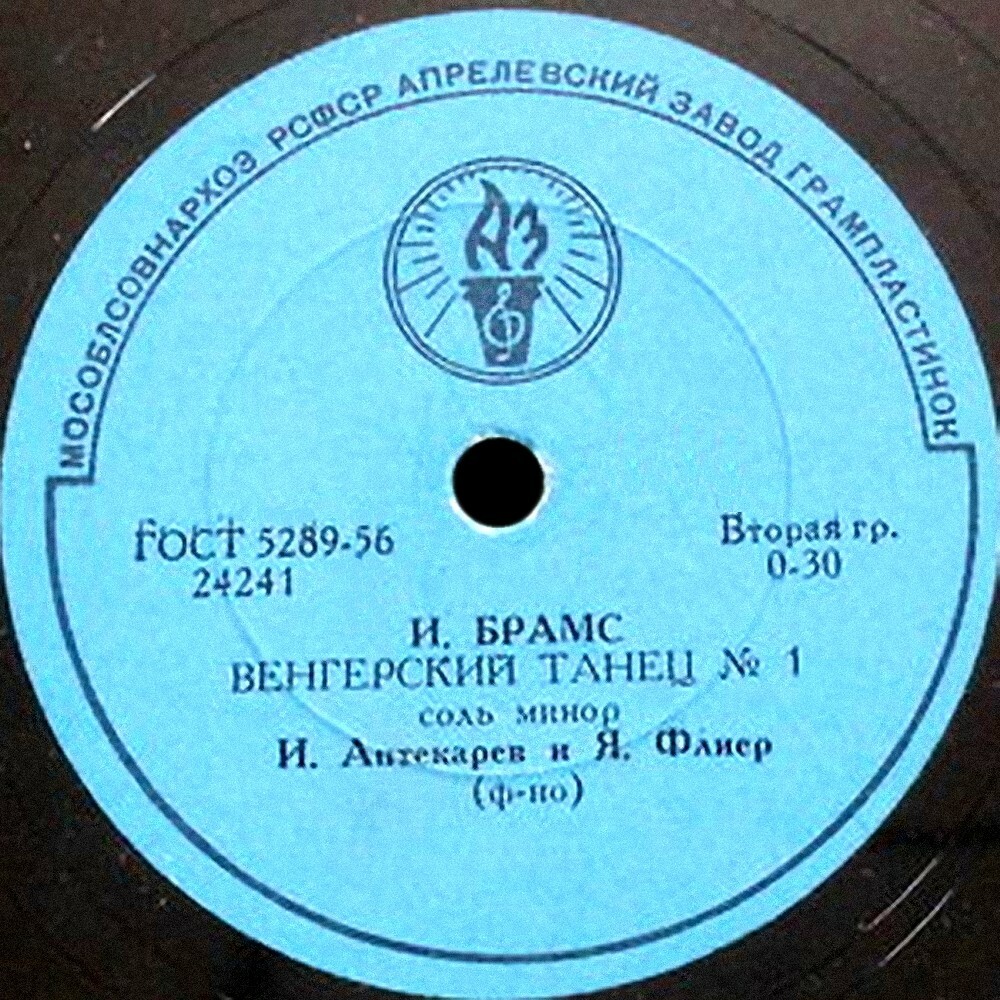 МОСОБЛСОВНАРХОЗ РСФСР АПРЕЛЕВСКИЙ ЗАВОД ГРАМПЛАСТИНОК
АЗ
ГОСТ 5289-56
24241
Вторая гр.
0-30
И. БРАМС
ВЕНГЕРСКИЙ ТАНЕЦ № 1
соль минор
И. Аптекарев и Я. Флиер
(ф-но)